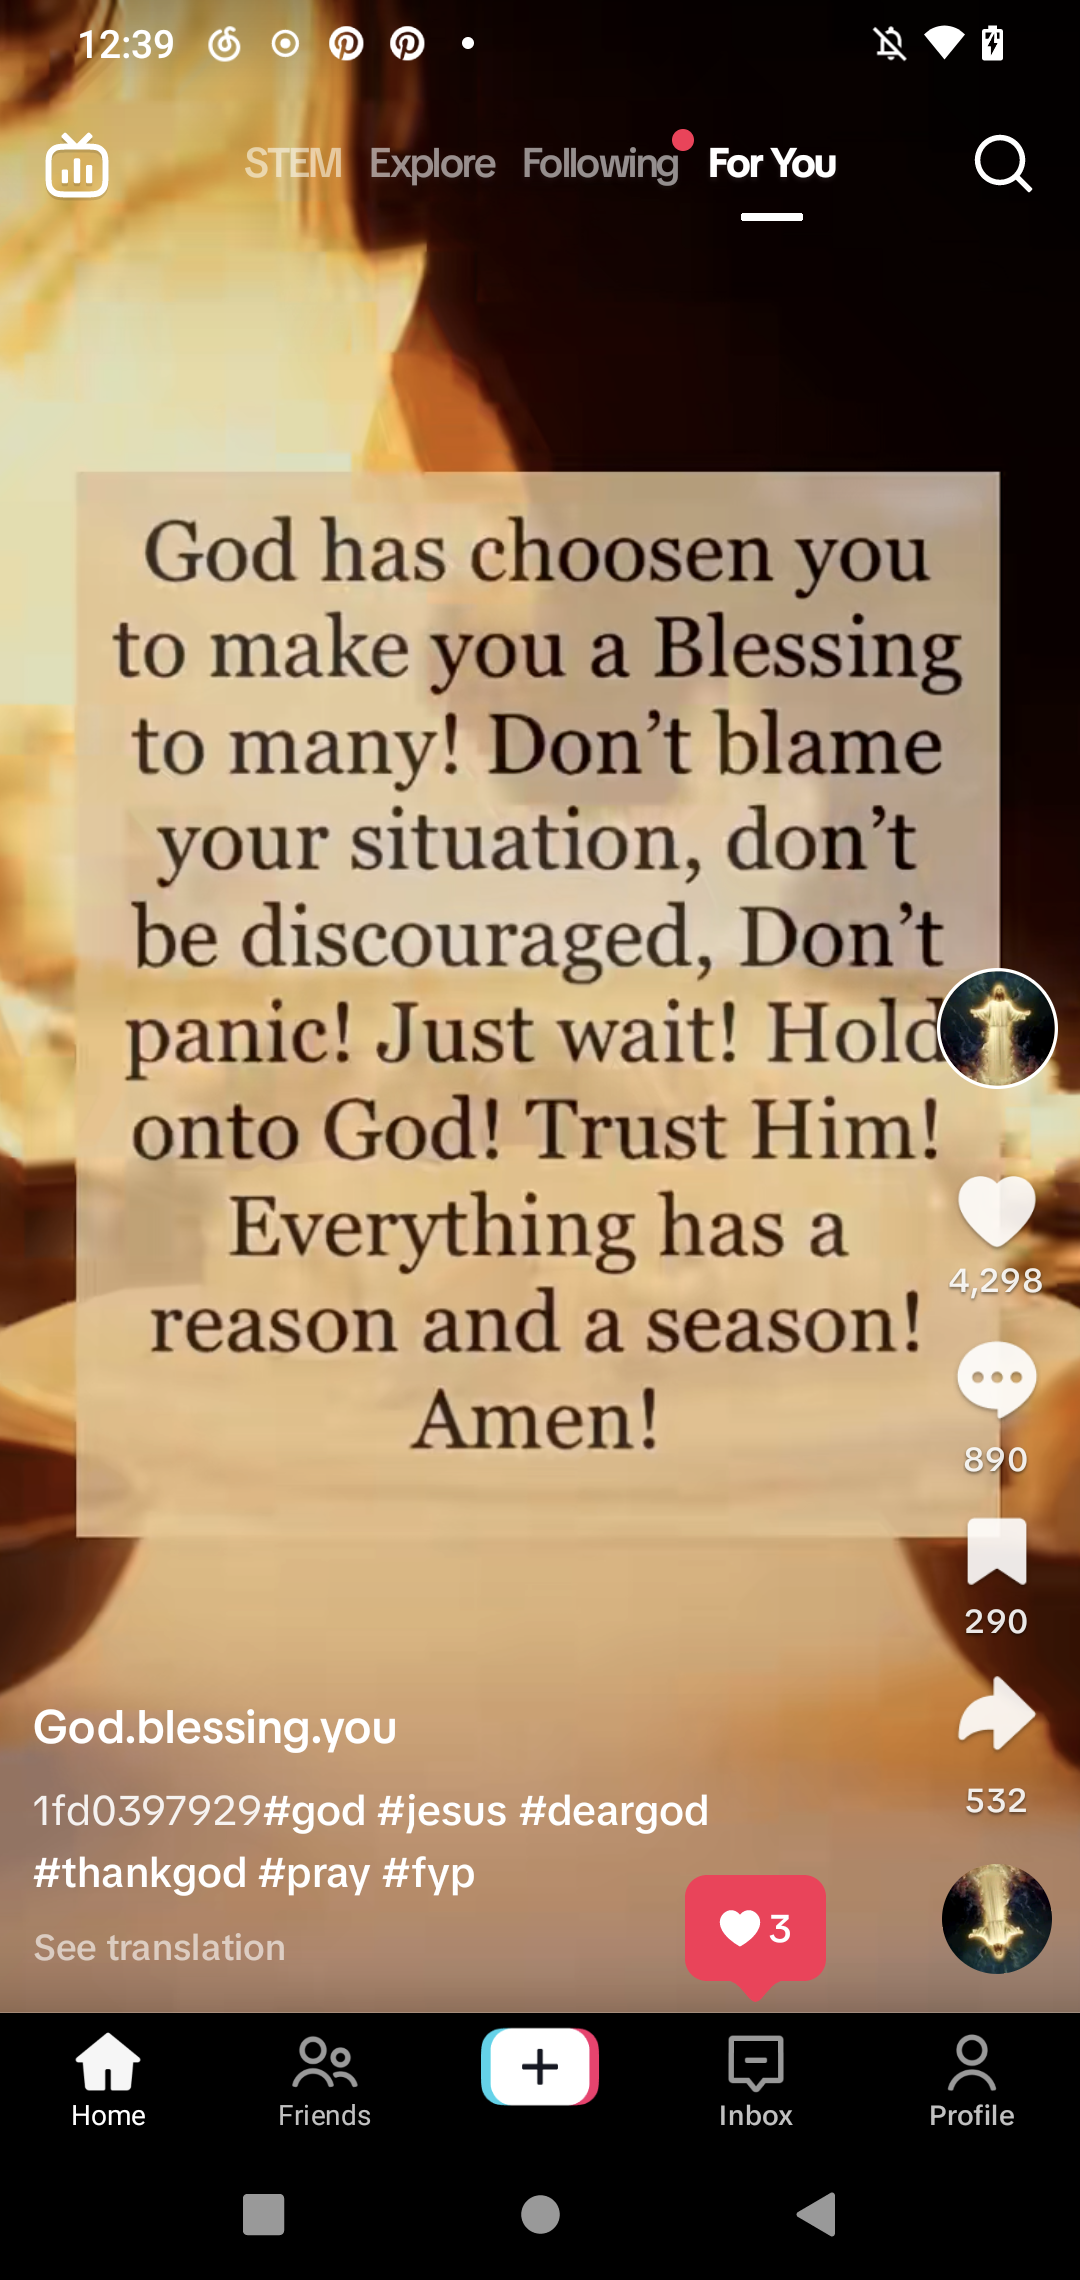 12:39
STEM Explore Following For You
God has choosen you
to make you a Blessing
to many! Don’t blame
your situation, don’t
be discouraged, Don’t
panic! Just wait! Hold
onto God! Trust Him!
Everything has a
reason and a season!
Amen!
4,298
890
290
532
God.blessing.you
1fd0397929#god #jesus #deargod
#thankgod #pray #fyp
See translation
3
Home Friends Inbox Profile